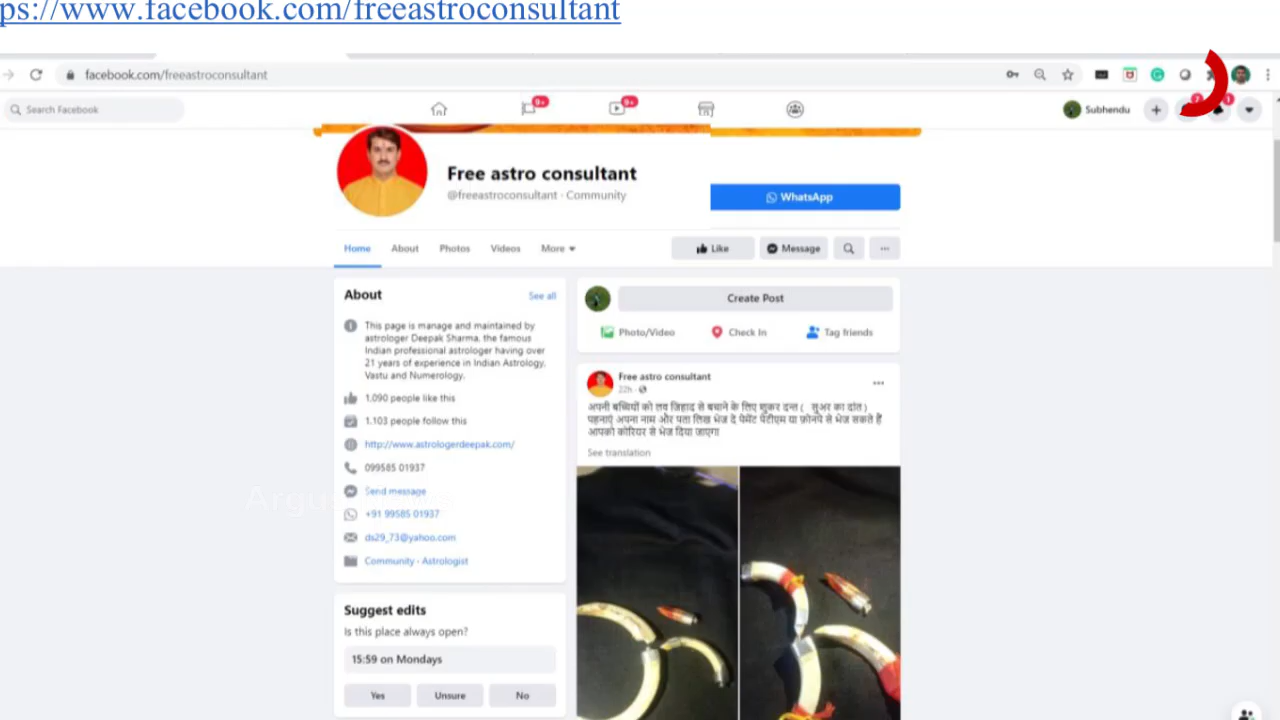 ps://www.facebook.com/freeastroconsultant
facebook.com/freeastroconsultant
Search Facebook
9+
9+
Subhendu
Free astro consultant
@freeastroconsultant · Community
WhatsApp
Home About Photos Videos More
Like Message
About See all
This page is manage and maintained by
astrologer Deepak Sharma, the famous
Indian professional astrologer having over
21 years of experience in Indian Astrology,
Vastu and Numerology.
1,090 people like this
1,103 people follow this
http://www.astrologerdeepak.com/
099585 01937
Send message
+91 99585 01937
ds29_73@yahoo.com
Community · Astrologist
Suggest edits
Is this place always open?
15:59 on Mondays
Yes Unsure No
Create Post
Photo/Video Check In Tag friends
Free astro consultant
22h
अपनी बच्चियों को लव ज़िहाद से बचाने के लिए शुकर दन्त ( सुअर का दांत )
पहनाएं अपना नाम और पता लिख भेज दें पेमेंट पेटीएम या फ़ोनपे से भेज सकते हैं
आपको कोरियर से भेज दिया जाएगा
See translation